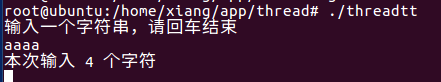 root@ubuntu:/home/xiang/app/thread# ./threadtt
输入一个字符串，请回车结束
aaaa
本次输入 4 个字符